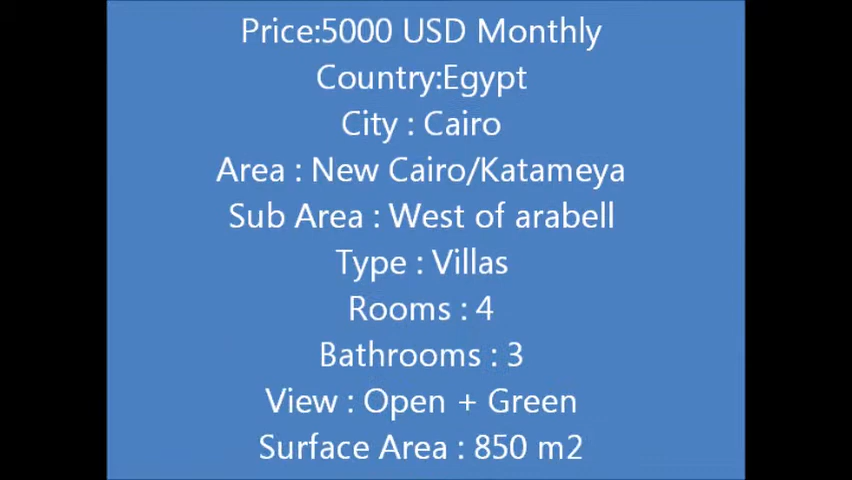 Price:5000 USD Monthly
Country:Egypt
City : Cairo
Area : New Cairo/Katameya
Sub Area : West of arabell
Type : Villas
Rooms : 4
Bathrooms : 3
View : Open + Green
Surface Area : 850 m2